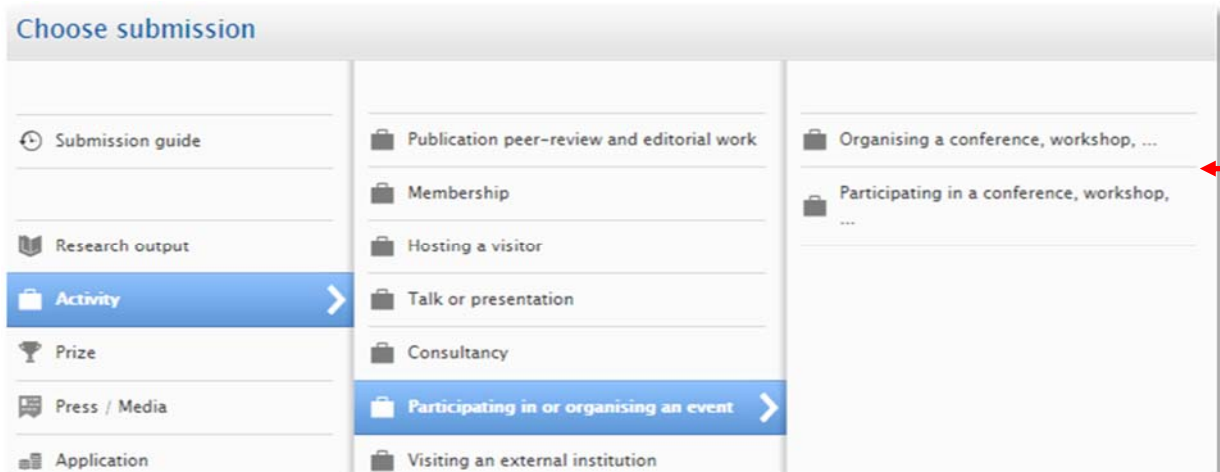 Choose submission
Submission guide
Research output
Activity
Prize
Press / Media
Application
Publication peer-review and editorial work
Membership
Hosting a visitor
Talk or presentation
Consultancy
Participating in or organising an event
Visiting an external institution
Organising a conference, workshop, ...
Participating in a conference, workshop,
...